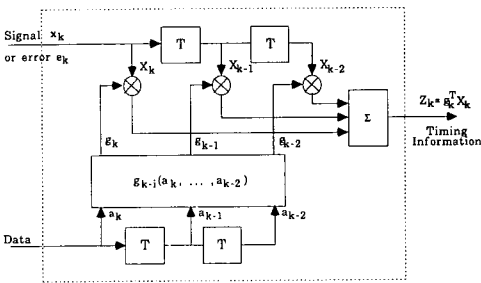 Signal x_k
or error e_k
T
T
X_k
X_{k-1}
X_{k-2}
g_k
g_{k-1}
g_{k-2}
Σ
Z_k = g_k^T X_k
Timing
Information
g_{k-i}(a_k, ... , a_{k-2})
a_k
a_{k-1}
a_{k-2}
Data
T
T